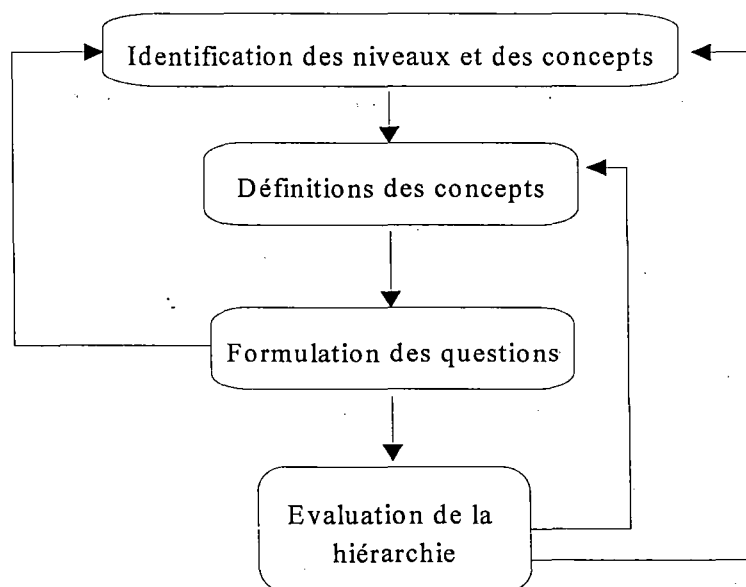 Identification des niveaux et des concepts
Définitions des concepts
Formulation des questions
Evaluation de la
hiérarchie